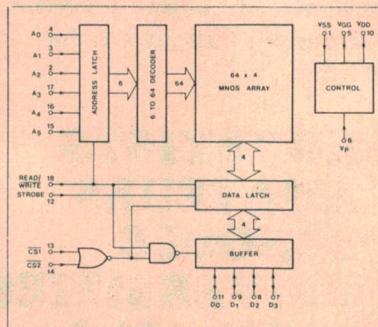 VSS VGG VDD
1 5 10
A0 4
A1 3
A2 2
A3 17
A4 16
A5 15
ADDRESS LATCH
6
6 TO 64 DECODER
64
64 x 4
MNOS ARRAY
CONTROL
6
Vp
4
READ/
WRITE 18
STROBE 12
DATA LATCH
4
CS1 13
CS2 14
BUFFER
11 9 8 7
D0 D1 D2 D3